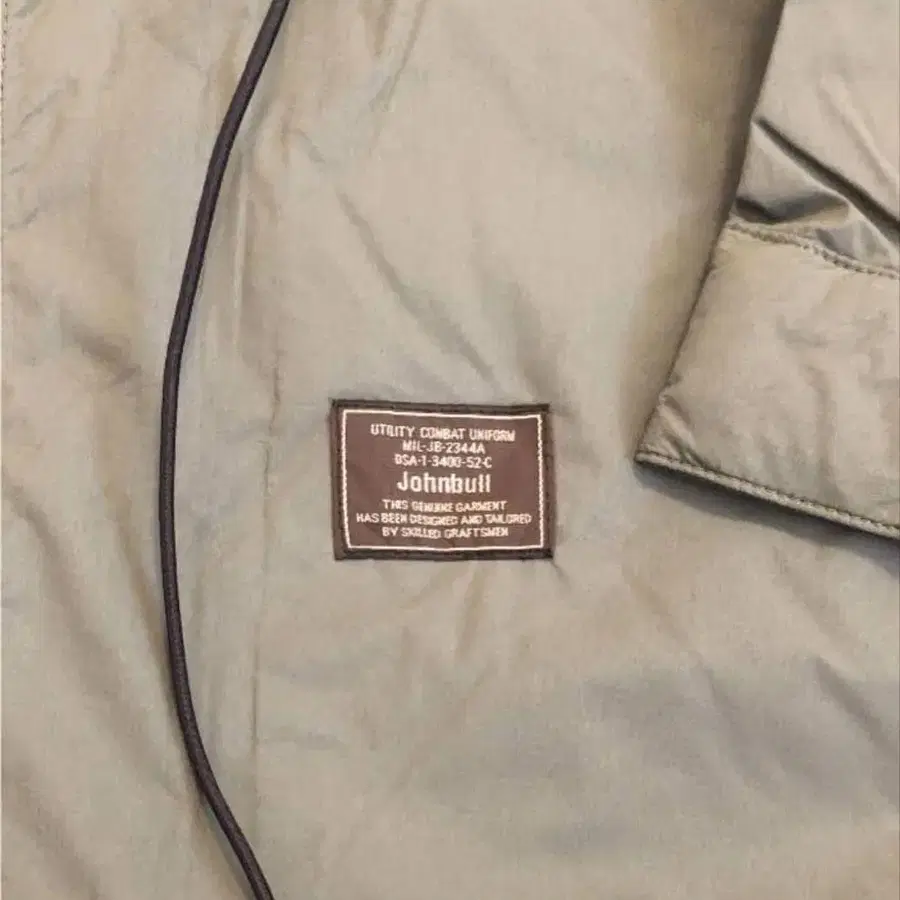 UTILITY COMBAT UNIFORM
MIL-JB-2344A
DSA-1-3400-52-C
Johnbull
THIS GENUINE GARMENT
HAS BEEN DESIGNED AND TAILORED
BY SKILLED CRAFTSMEN